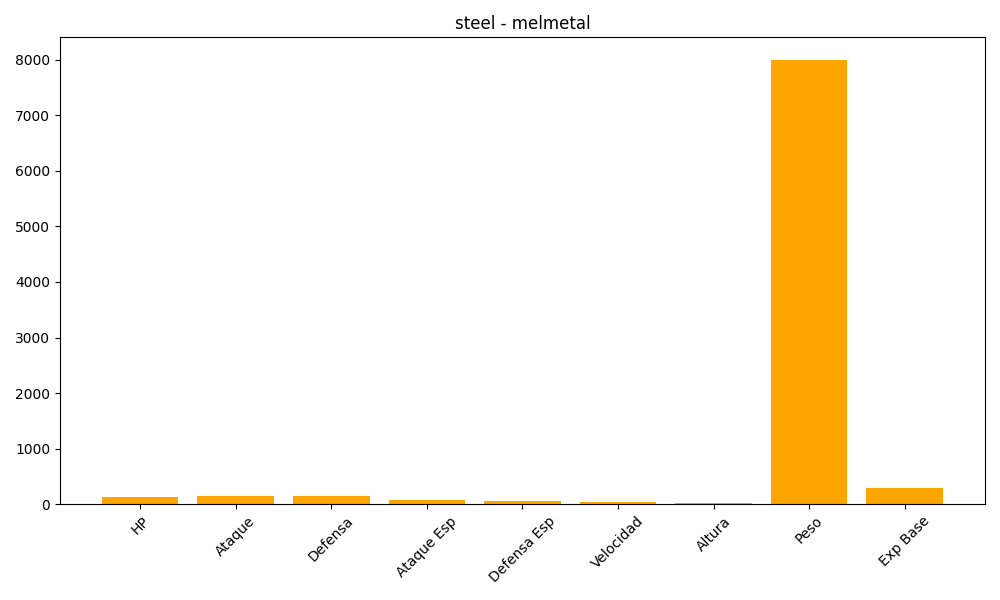 steel - melmetal
8000
7000
6000
5000
4000
3000
2000
1000
0
HP
Ataque
Defensa
Ataque Esp
Defensa Esp
Velocidad
Altura
Peso
Exp Base